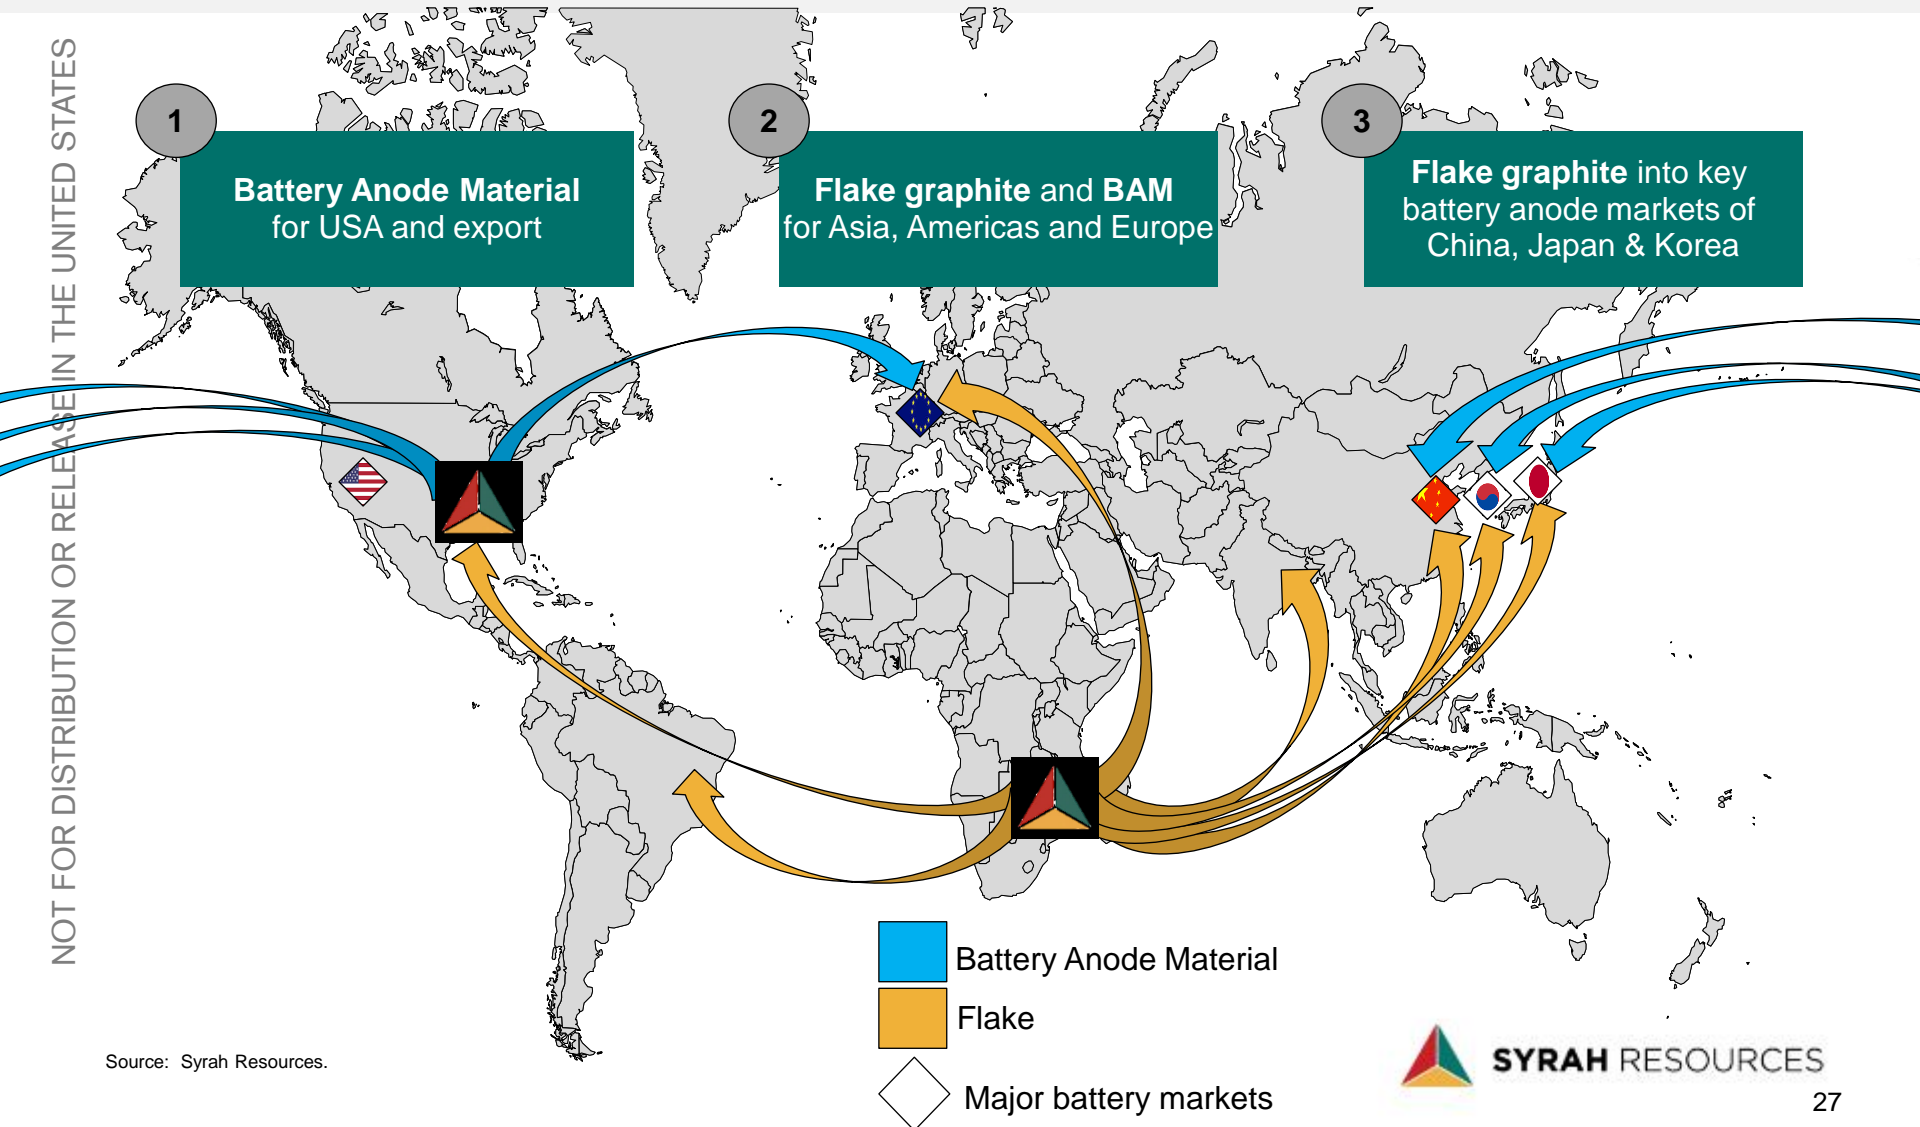 NOT FOR DISTRIBUTION OR RELEASE IN THE UNITED STATES
1
Battery Anode Material
for USA and export
2
Flake graphite and BAM
for Asia, Americas and Europe
3
Flake graphite into key
battery anode markets of
China, Japan & Korea
Battery Anode Material
Flake
Major battery markets
Source: Syrah Resources.
SYRAH RESOURCES
27